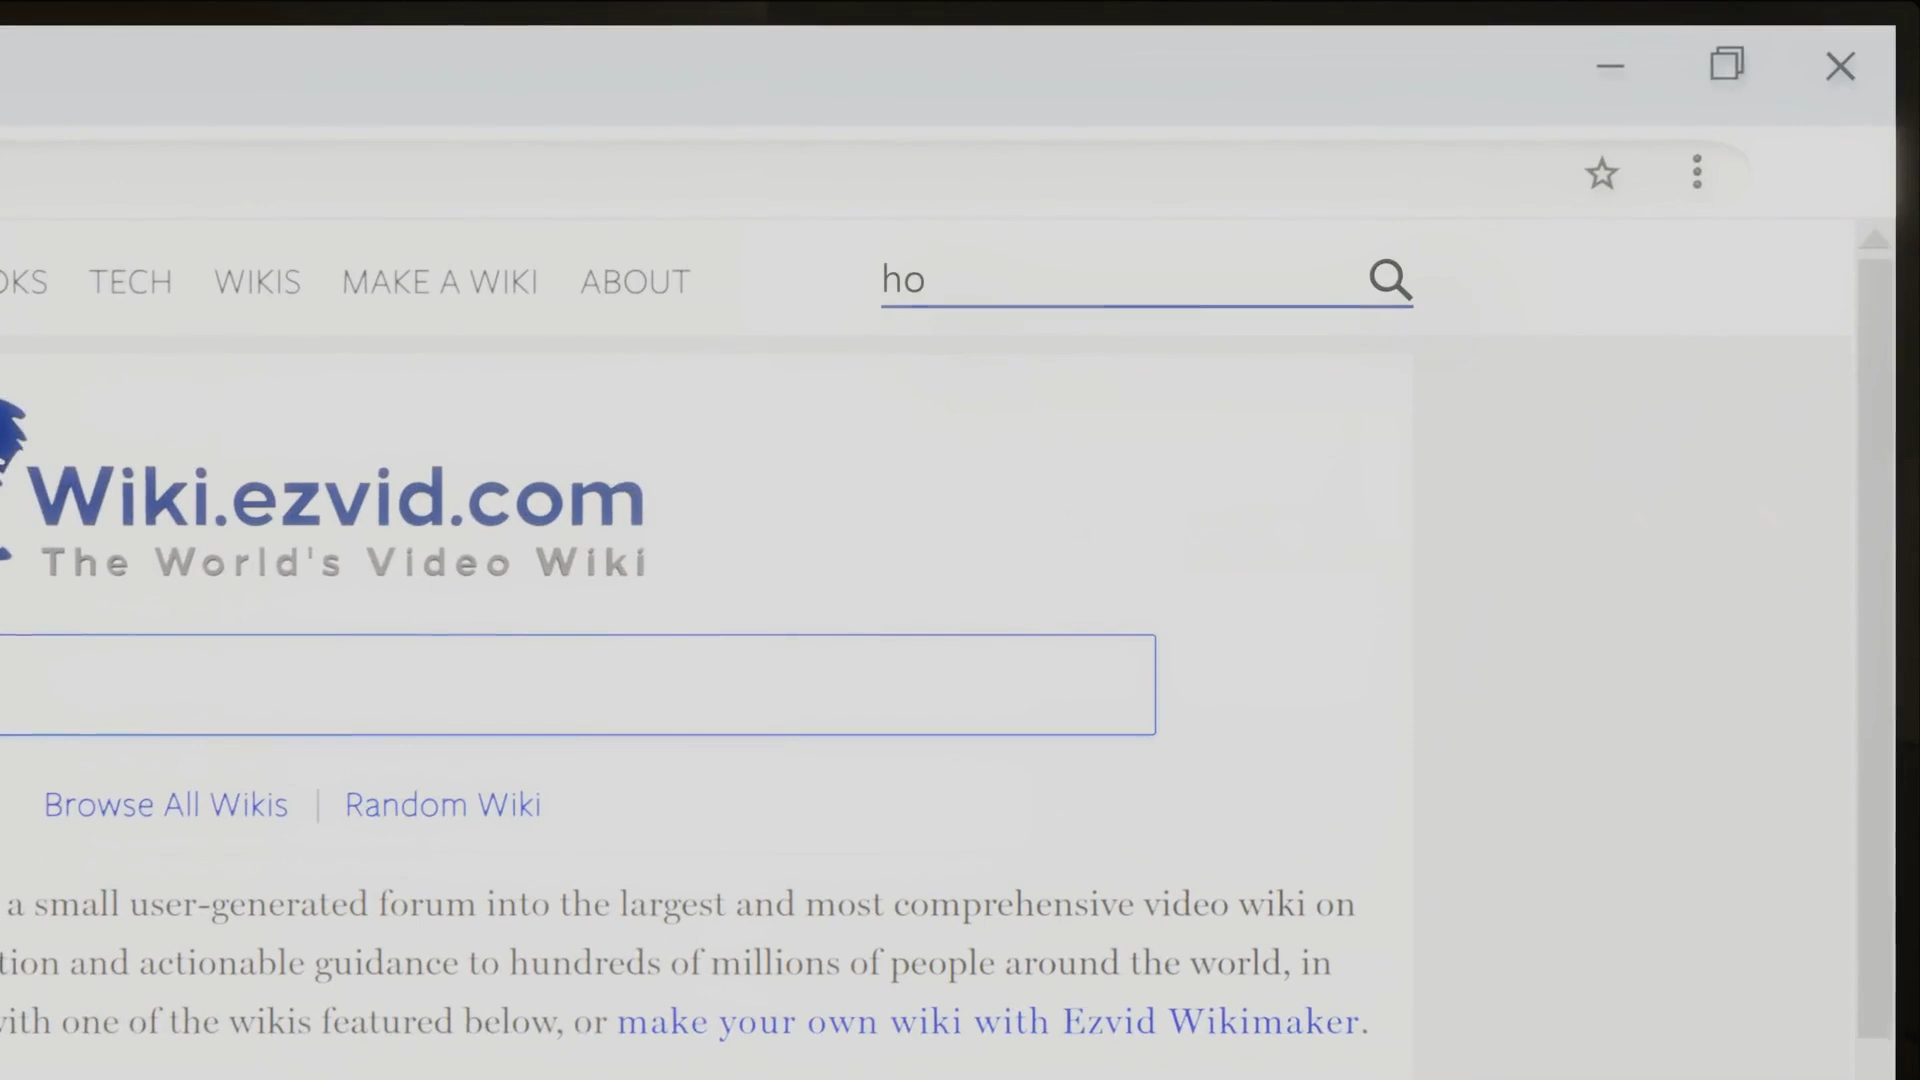 TECH WIKIS MAKE A WIKI ABOUT ho
Wiki.ezvid.com
The World's Video Wiki
Browse All Wikis | Random Wiki
a small user-generated forum into the largest and most comprehensive video wiki on
and actionable guidance to hundreds of millions of people around the world, in
one of the wikis featured below, or make your own wiki with Ezvid Wikimaker.